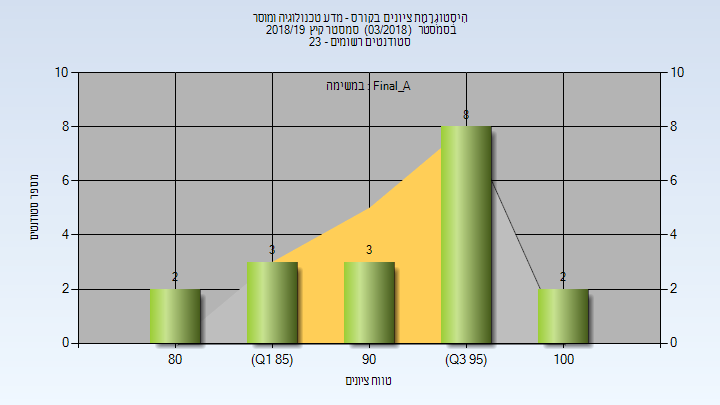 היסטוגרמת ציונים בקורס - מדע טכנולוגיה ומוסר
בסמסטר (03/2018) סמסטר קיץ 2018/19
סטודנטים רשומים - 23
במשימה : Final_A
10
8
6
4
2
0
10
8
6
4
2
0
2
3
3
8
2
80
(Q1 85)
90
(Q3 95)
100
טווח ציונים
מספר סטודנטים